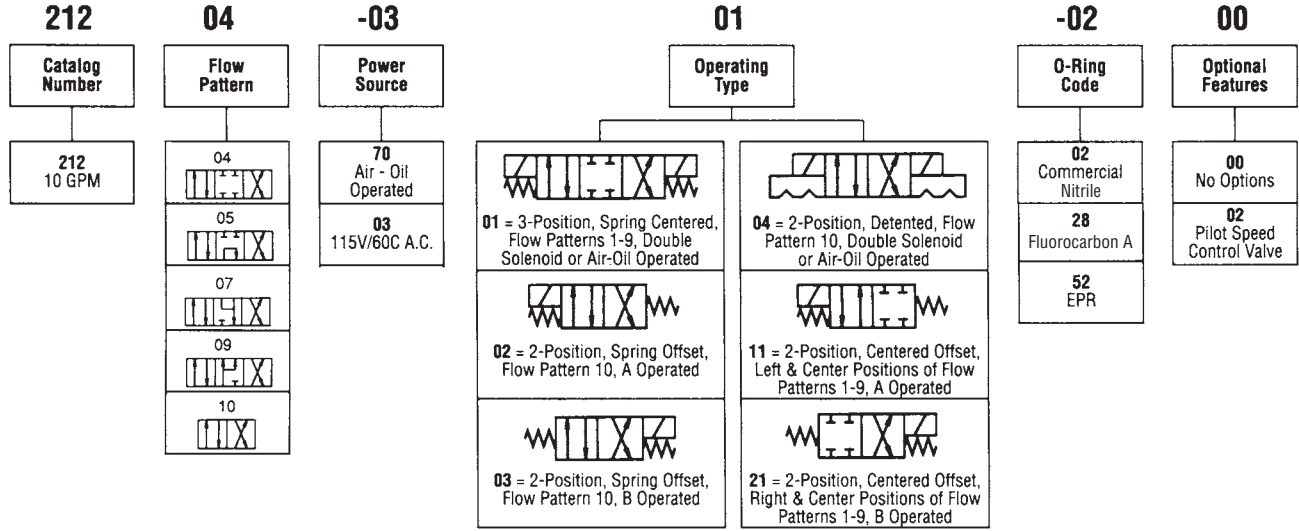 212
04
-03
01
-02
00
Catalog
Number
Flow
Pattern
Power
Source
Operating
Type
O-Ring
Code
Optional
Features
212
10 GPM
04
05
07
09
10
70
Air - Oil
Operated
03
115V/60C A.C.
01 = 3-Position, Spring Centered,
Flow Patterns 1-9, Double
Solenoid or Air-Oil Operated
02 = 2-Position, Spring Offset,
Flow Pattern 10, A Operated
03 = 2-Position, Spring Offset,
Flow Pattern 10, B Operated
04 = 2-Position, Detented, Flow
Pattern 10, Double Solenoid
or Air-Oil Operated
11 = 2-Position, Centered Offset,
Left & Center Positions of Flow
Patterns 1-9, A Operated
21 = 2-Position, Centered Offset,
Right & Center Positions of Flow
Patterns 1-9, B Operated
02
Commercial
Nitrile
28
Fluorocarbon A
52
EPR
00
No Options
02
Pilot Speed
Control Valve